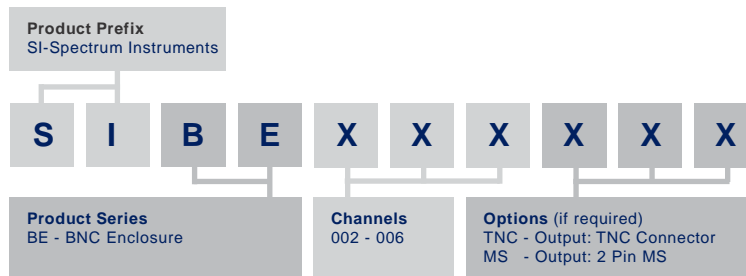 Product Prefix
SI-Spectrum Instruments
S I B E X X X X X X
Product Series
BE - BNC Enclosure
Channels
002 - 006
Options (if required)
TNC - Output: TNC Connector
MS - Output: 2 Pin MS